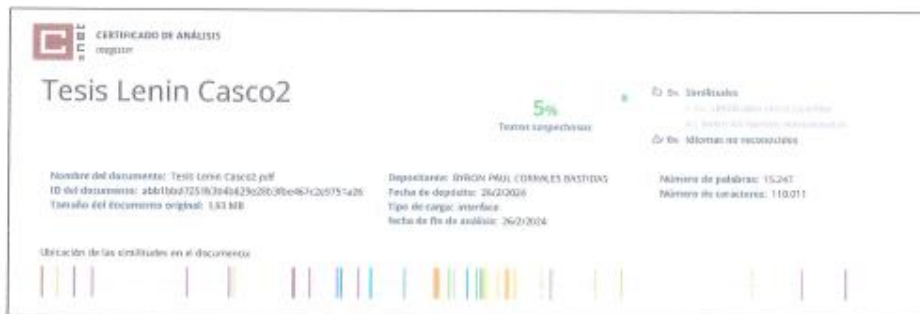 CERTIFICADO DE ANÁLISIS
magister
Tesis Lenin Casco2
5%
Textos sospechosos
5% Similitudes
0% Idiomas no reconocidos
Nombre del documento: Tesis Lenin Casco2.pdf
ID del documento:
Tamaño del documento original: 1,63 MB
Depositante: BYRON PAUL CORRALES BASTIDAS
Fecha de depósito: 26/2/2024
Tipo de carga: interface
fecha de fin de análisis: 26/2/2024
Número de palabras: 15.247
Número de caracteres: 110.011
Ubicación de las similitudes en el documento: